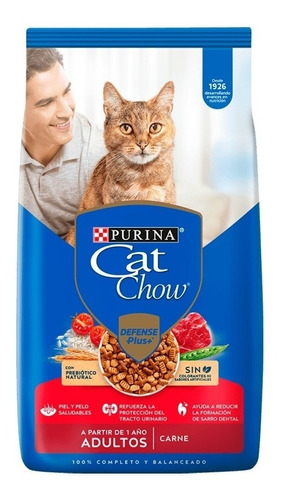 Desde
1926
desarrollando
avances en
nutrición
PURINA®
Cat
Chow®
DEFENSE
Plus+
CON
PREBIÓTICO
NATURAL
SIN
COLORANTES NI
SABORES ARTIFICIALES
PIEL Y PELO
SALUDABLES
REFUERZA LA
PROTECCIÓN DEL
TRACTO URINARIO
AYUDA A REDUCIR
LA FORMACIÓN
DE SARRO DENTAL
A PARTIR DE 1 AÑO
ADULTOS
CARNE
100% COMPLETO Y BALANCEADO